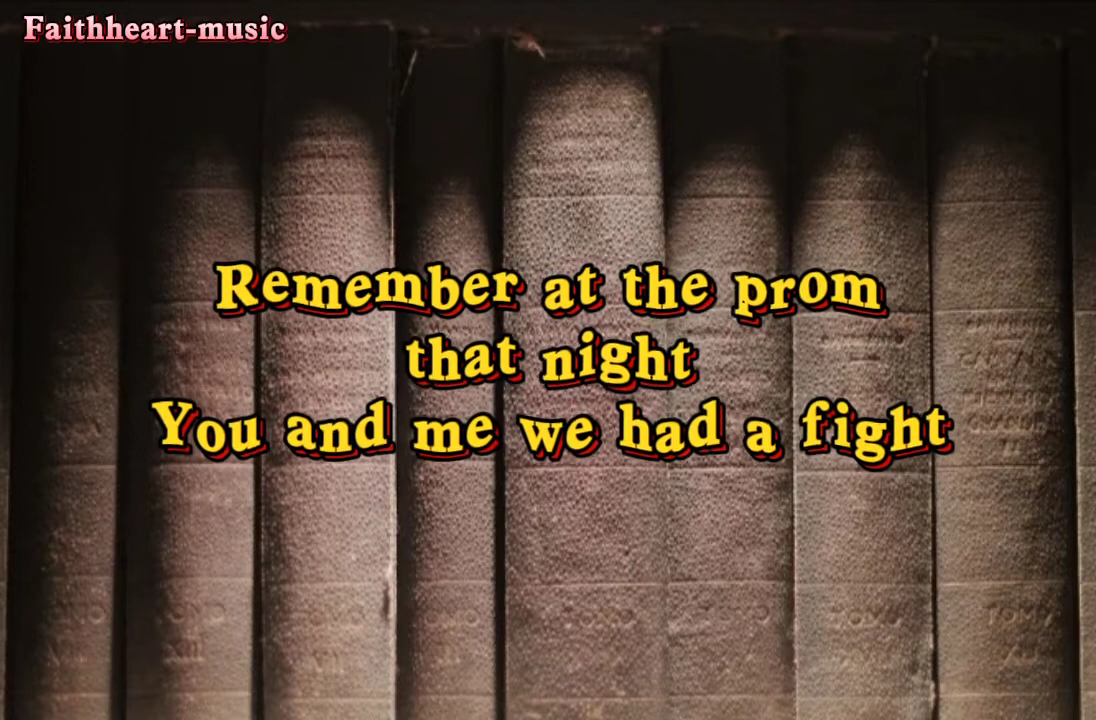 Faithheart-music
Remember at the prom
that night
You and me we had a fight